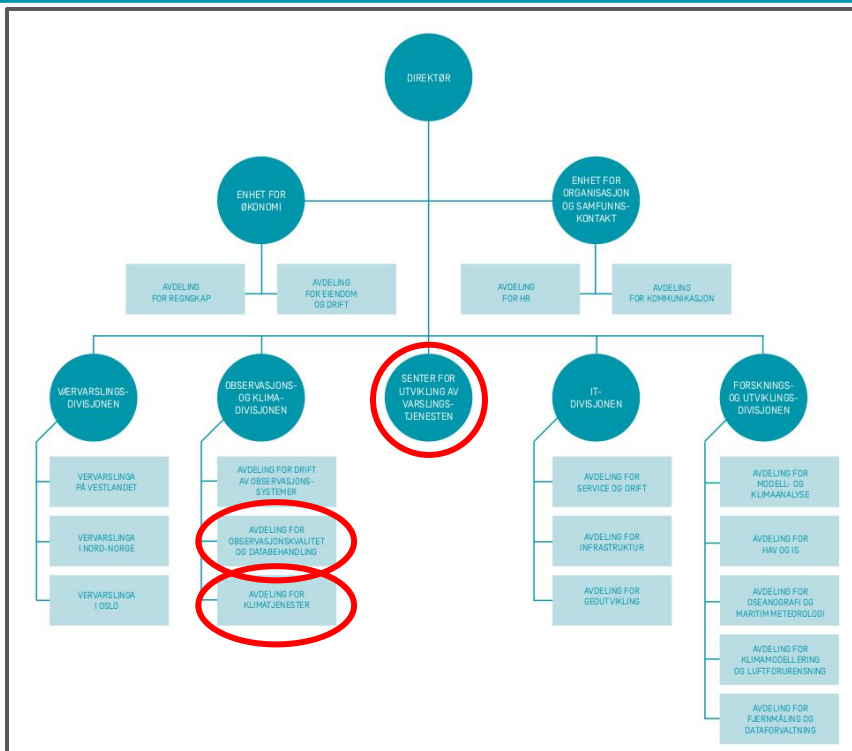 DIREKTØR
ENHET FOR
ØKONOMI
ENHET FOR
ORGANISASJON
OG SAMFUNNS-
KONTAKT
AVDELING
FOR REGNSKAP
AVDELING
FOR EIENDOM
OG DRIFT
AVDELING
FOR HR
AVDELING
FOR KOMMUNIKASJON
VÆRVARSLINGS-
DIVISJONEN
OBSERVASJONS-
OG KLIMA-
DIVISJONEN
SENTER FOR
UTVIKLING AV
VARSLINGS-
TJENESTEN
IT-
DIVISJONEN
FORSKNINGS-
OG UTVIKLINGS-
DIVISJONEN
VERVARSLINGA
PÅ VESTLANDET
VERVARSLINGA
I NORD-NORGE
VERVARSLINGA
I OSLO
AVDELING FOR DRIFT
AV OBSERVASJONS-
SYSTEMER
AVDELING FOR
OBSERVASJONSKVALITET
OG DATABEHANDLING
AVDELING FOR
KLIMATJENESTER
AVDELING FOR
SERVICE OG DRIFT
AVDELING FOR
INFRASTRUKTUR
AVDELING FOR
GEOUTVIKLING
AVDELING FOR
MODELL- OG
KLIMAANALYSE
AVDELING FOR
HAV OG IS
AVDELING FOR
OSEANOGRAFI OG
MARITIM METEOROLOGI
AVDELING FOR
KLIMAMODELLERING
OG LUFTFORURENSNING
AVDELING FOR
FJERNMÅLING OG
DATAFORVALTNING